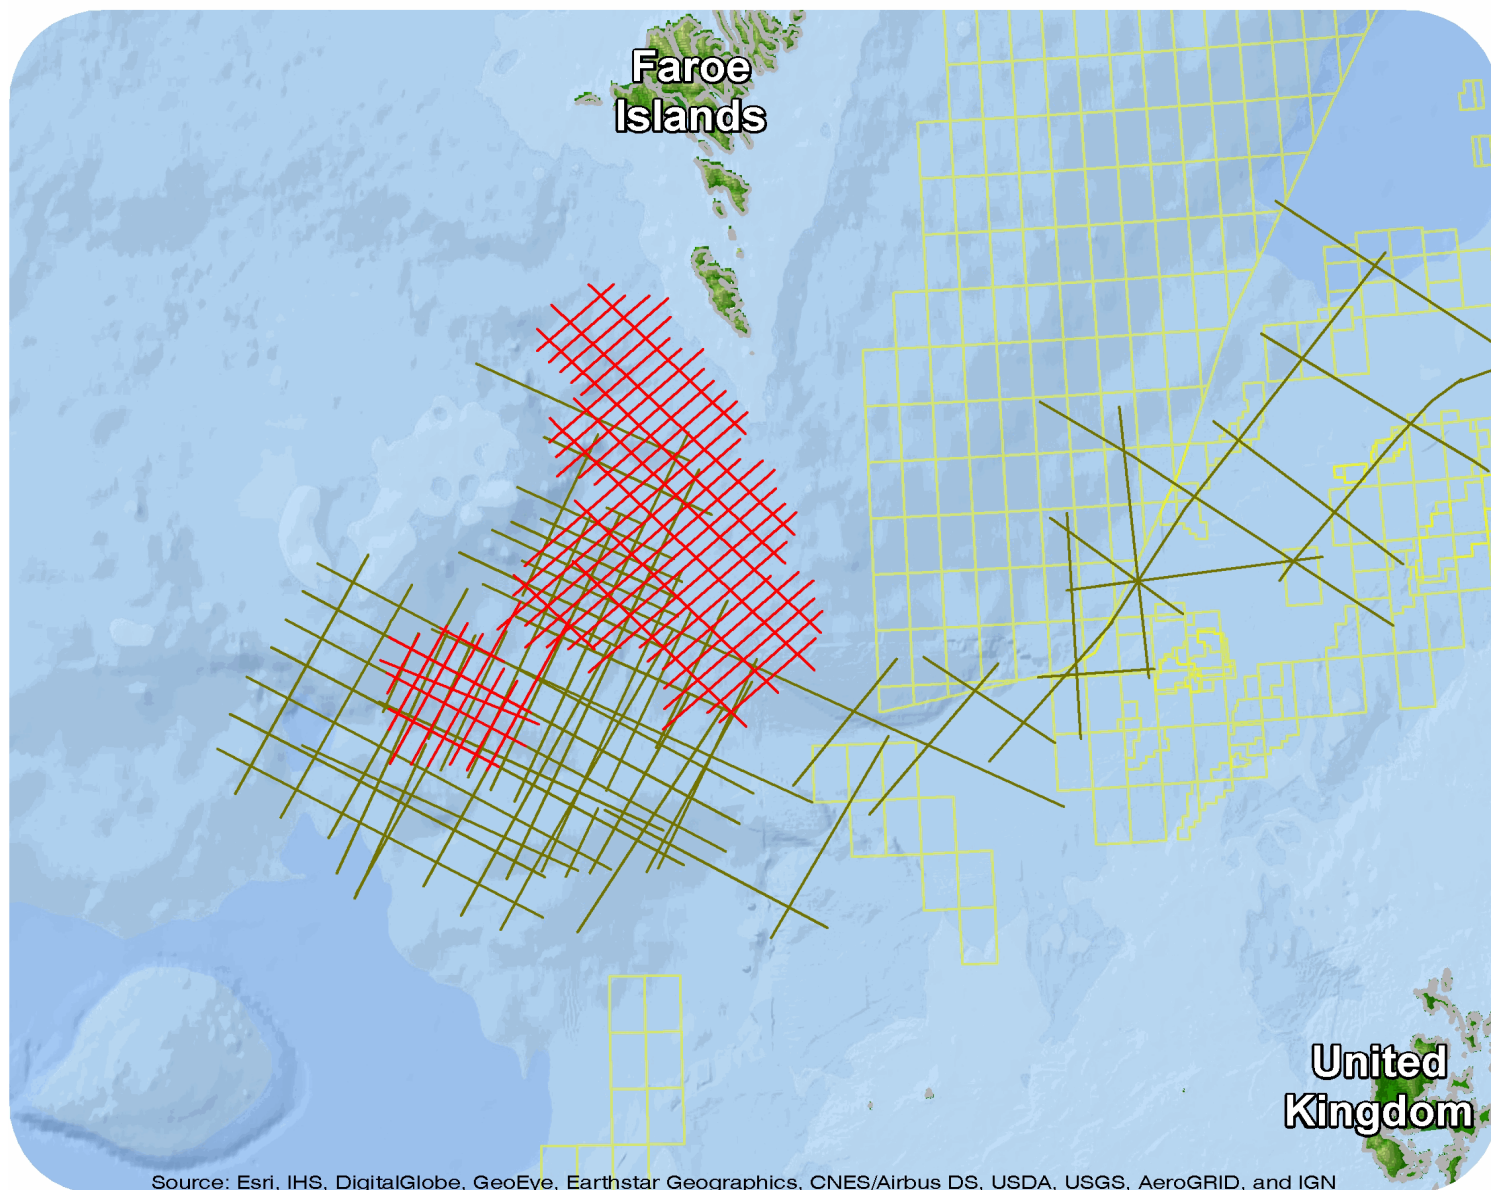 Faroe
Islands
United
Kingdom
Source: Esri, IHS, DigitalGlobe, GeoEye, Earthstar Geographics, CNES/Airbus DS, USDA, USGS, AeroGRID, and IGN